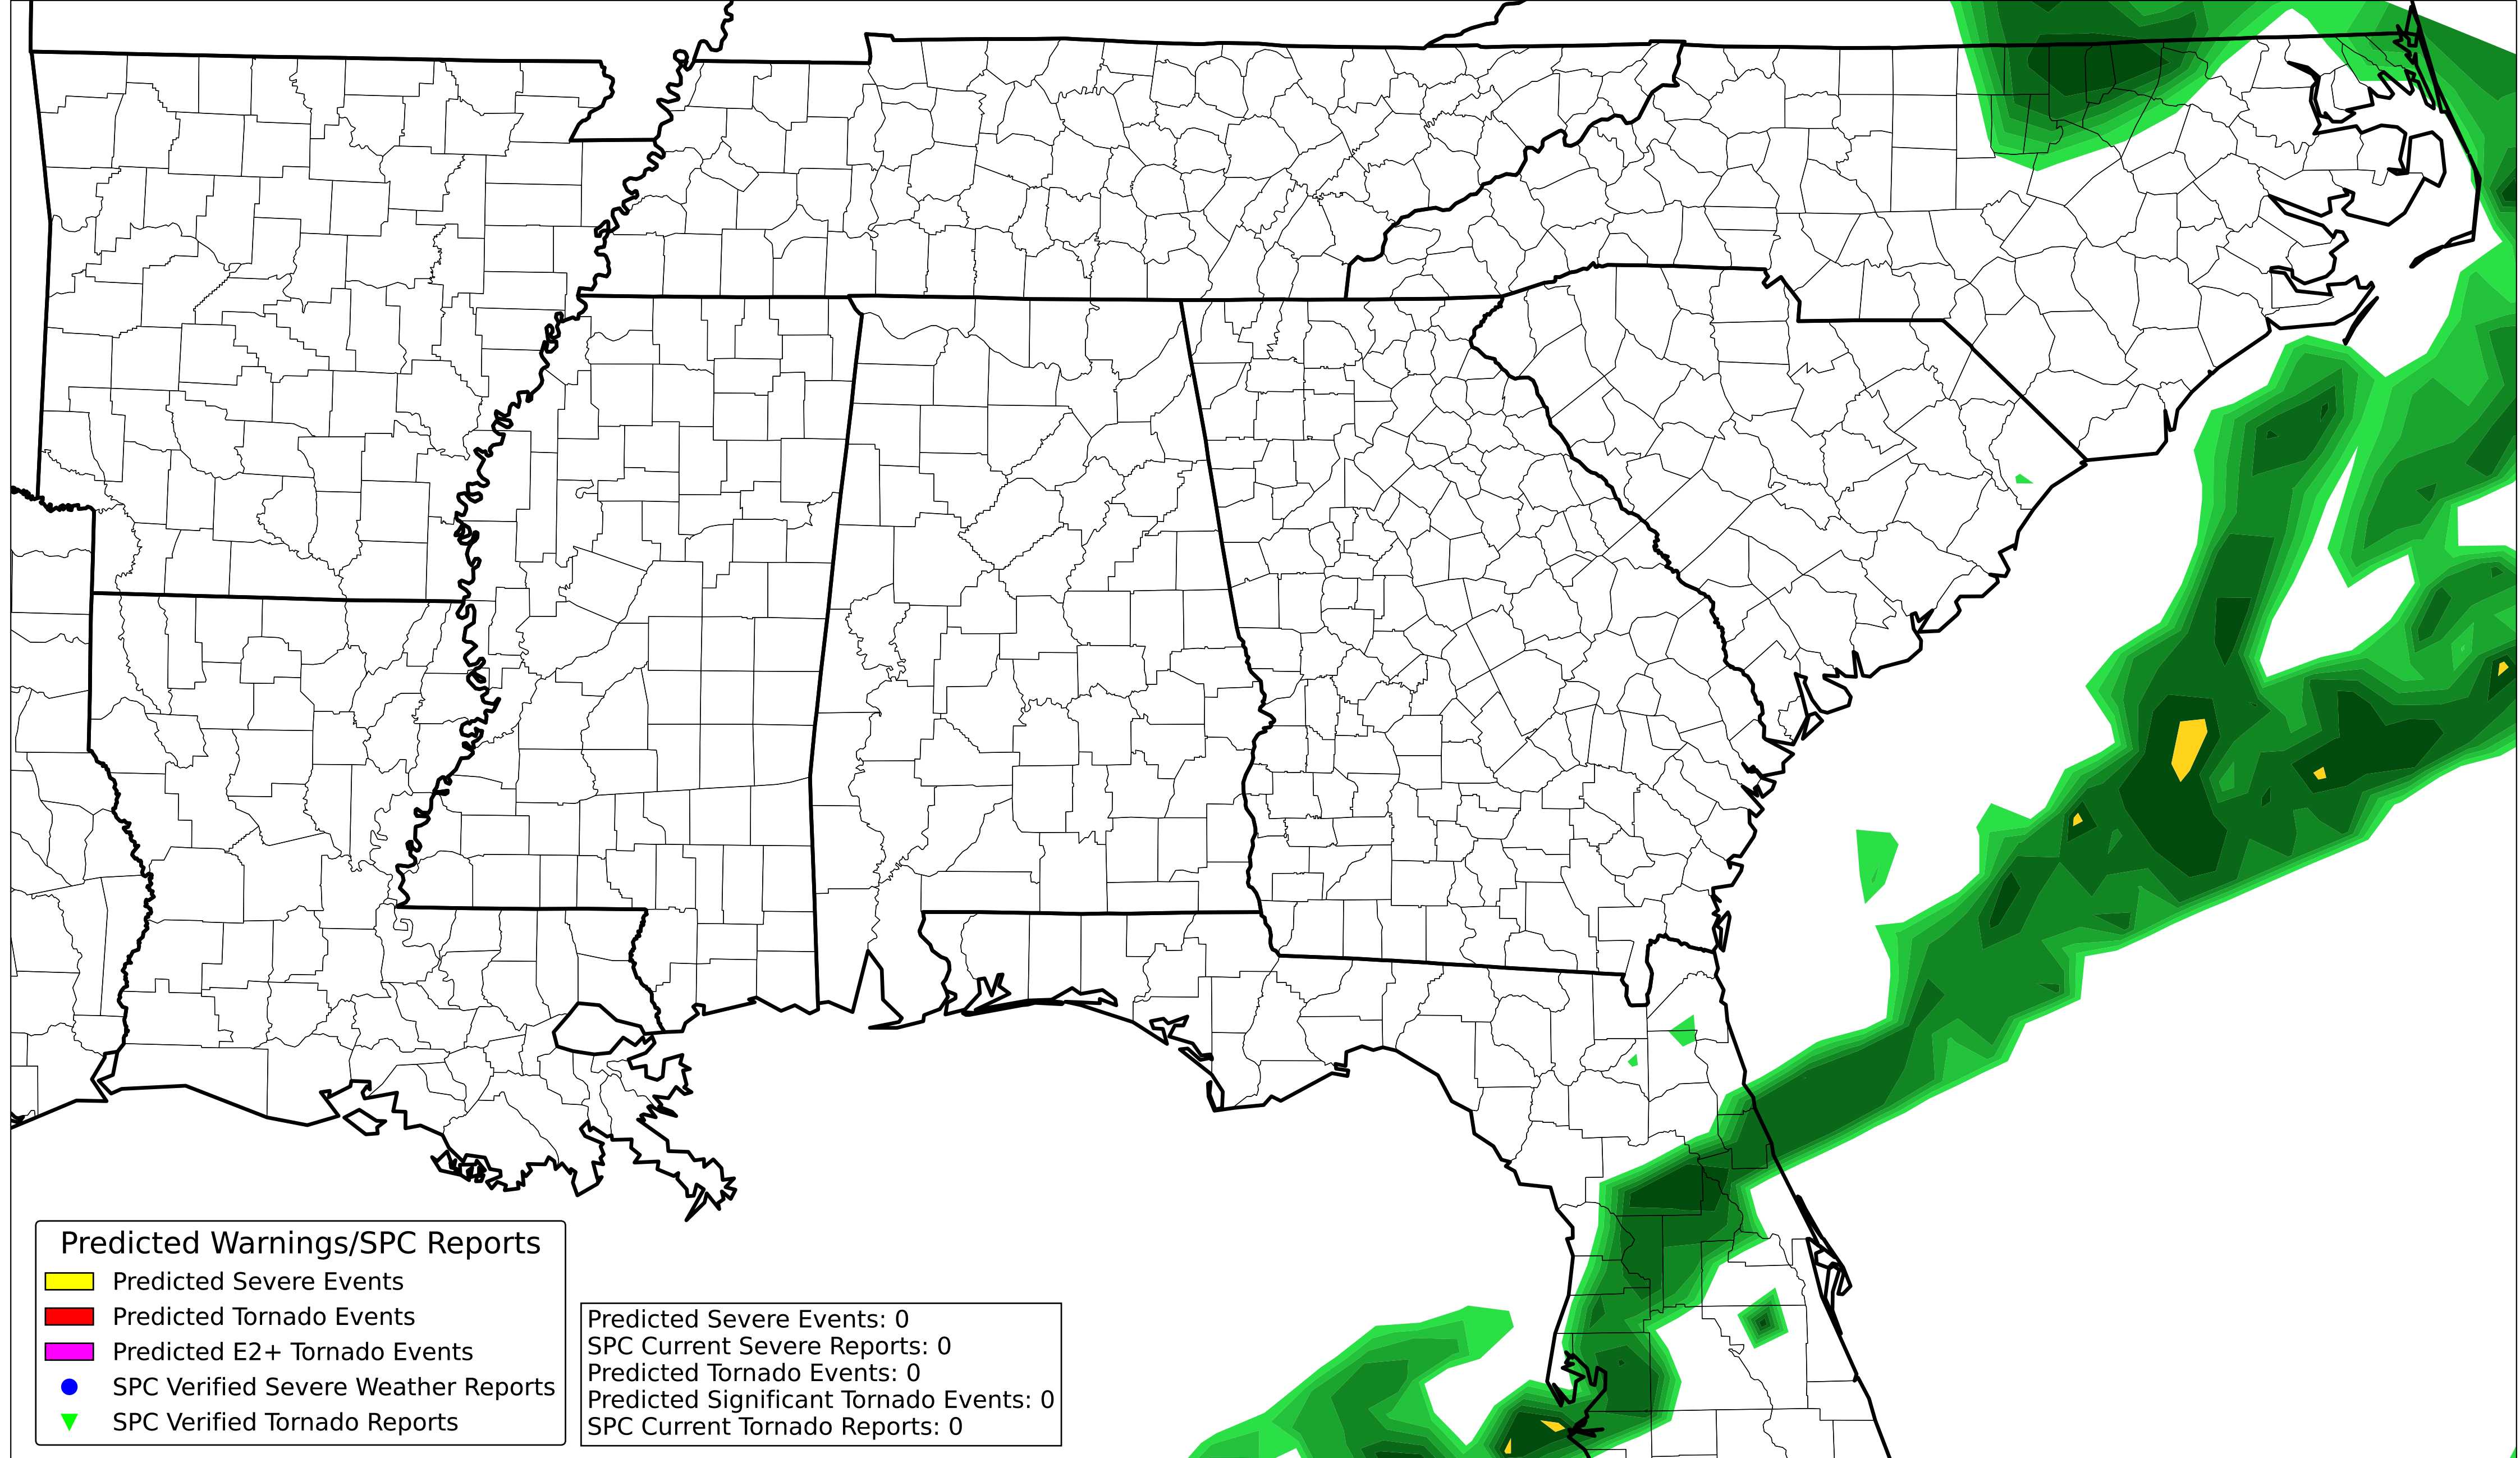 Predicted Warnings/SPC Reports
Predicted Severe Events
Predicted Tornado Events
Predicted E2+ Tornado Events
SPC Verified Severe Weather Reports
SPC Verified Tornado Reports
Predicted Severe Events: 0
SPC Current Severe Reports: 0
Predicted Tornado Events: 0
Predicted Significant Tornado Events: 0
SPC Current Tornado Reports: 0